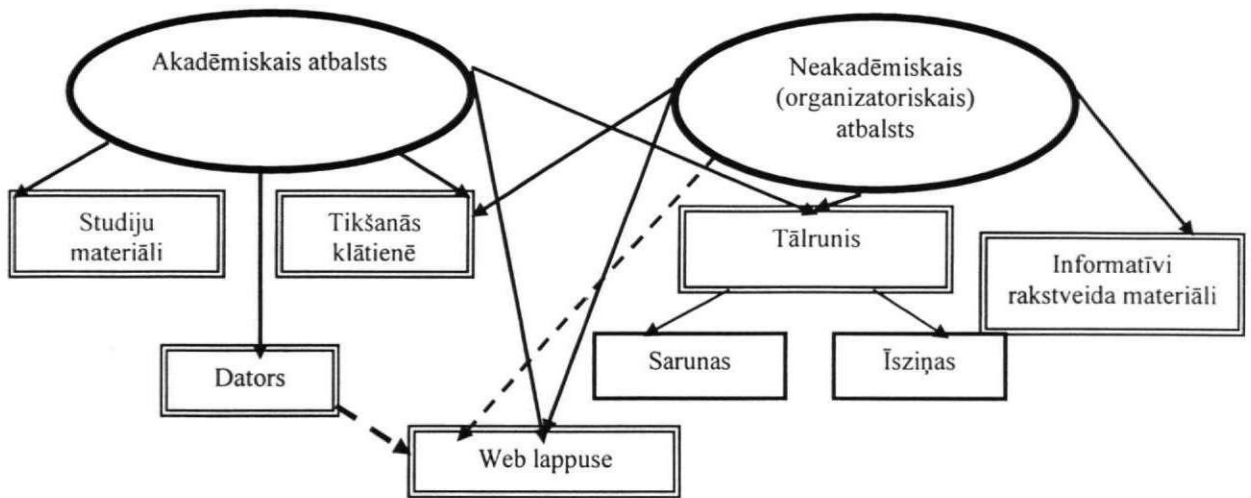 Akadēmiskais atbalsts
Neakadēmiskais
(organizatoriskais)
atbalsts
Studiju
materiāli
Tikšanās
klātienē
Tālrunis
Informatīvi
rakstveida materiāli
Sarunas
Īsziņas
Dators
Web lappuse